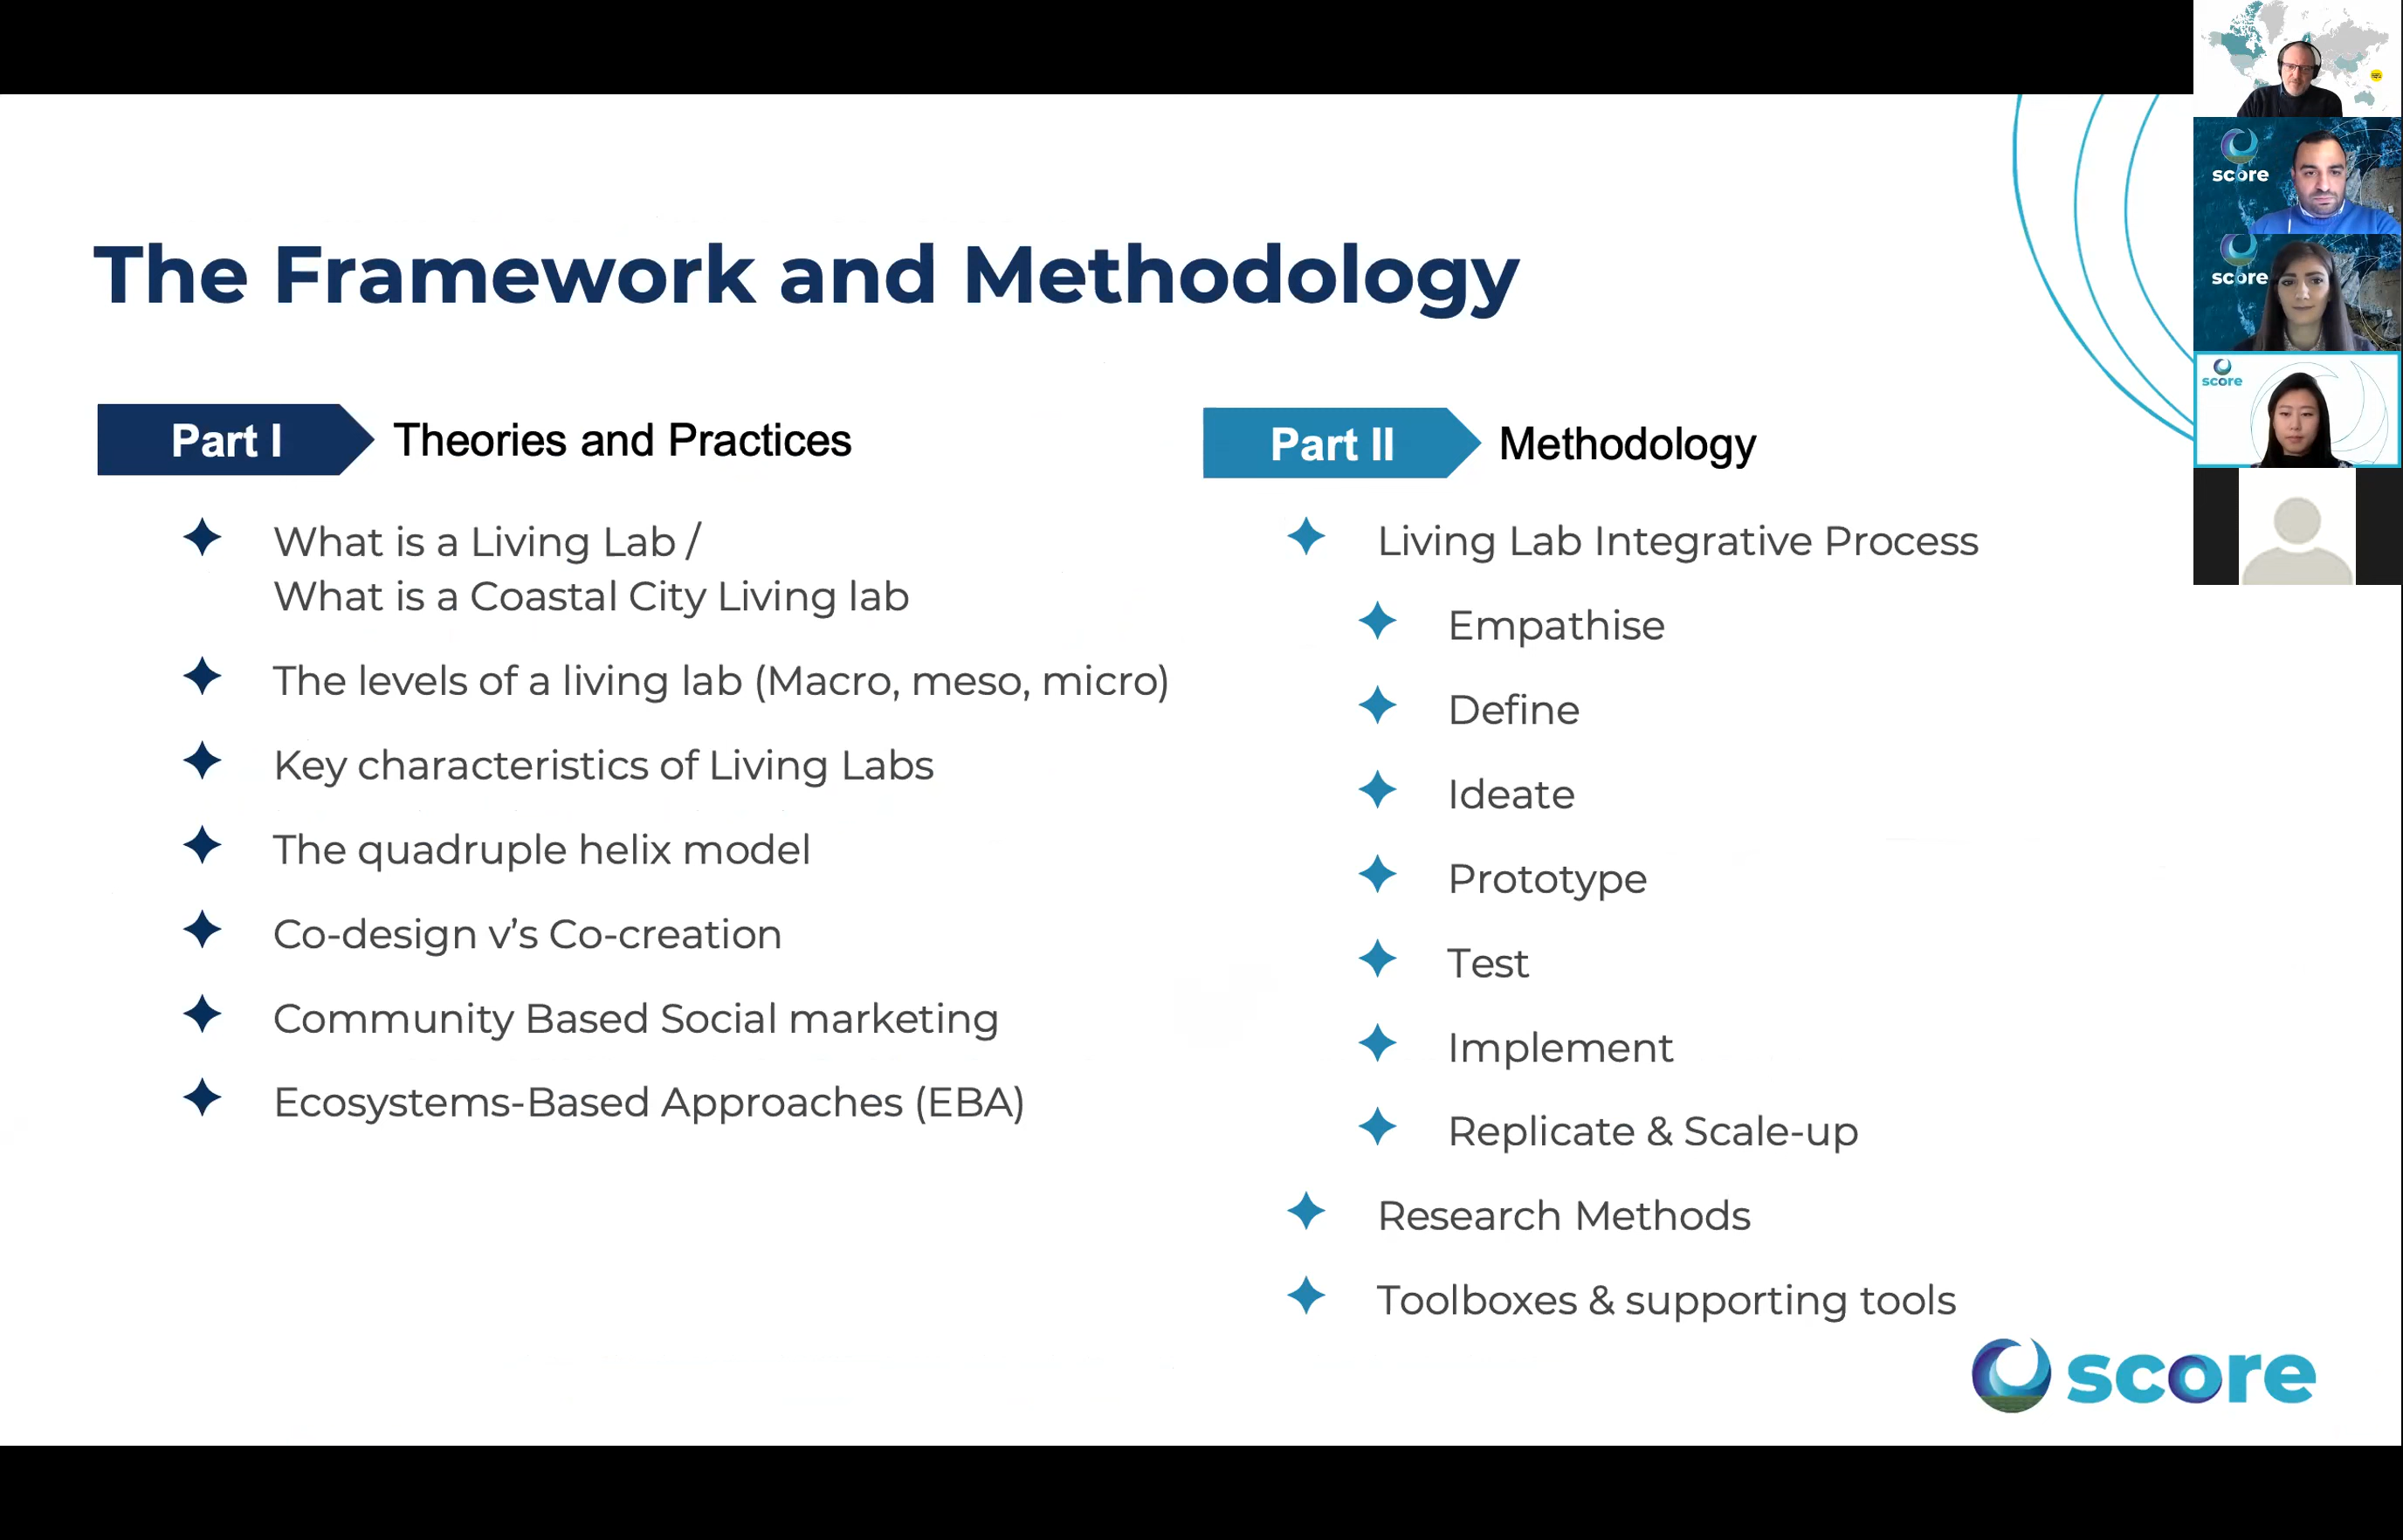 The Framework and Methodology
Part I
Theories and Practices
What is a Living Lab /
What is a Coastal City Living lab
The levels of a living lab (Macro, meso, micro)
Key characteristics of Living Labs
The quadruple helix model
Co-design v’s Co-creation
Community Based Social marketing
Ecosystems-Based Approaches (EBA)
Part II
Methodology
Living Lab Integrative Process
Empathise
Define
Ideate
Prototype
Test
Implement
Replicate & Scale-up
Research Methods
Toolboxes & supporting tools
score
score
score
score